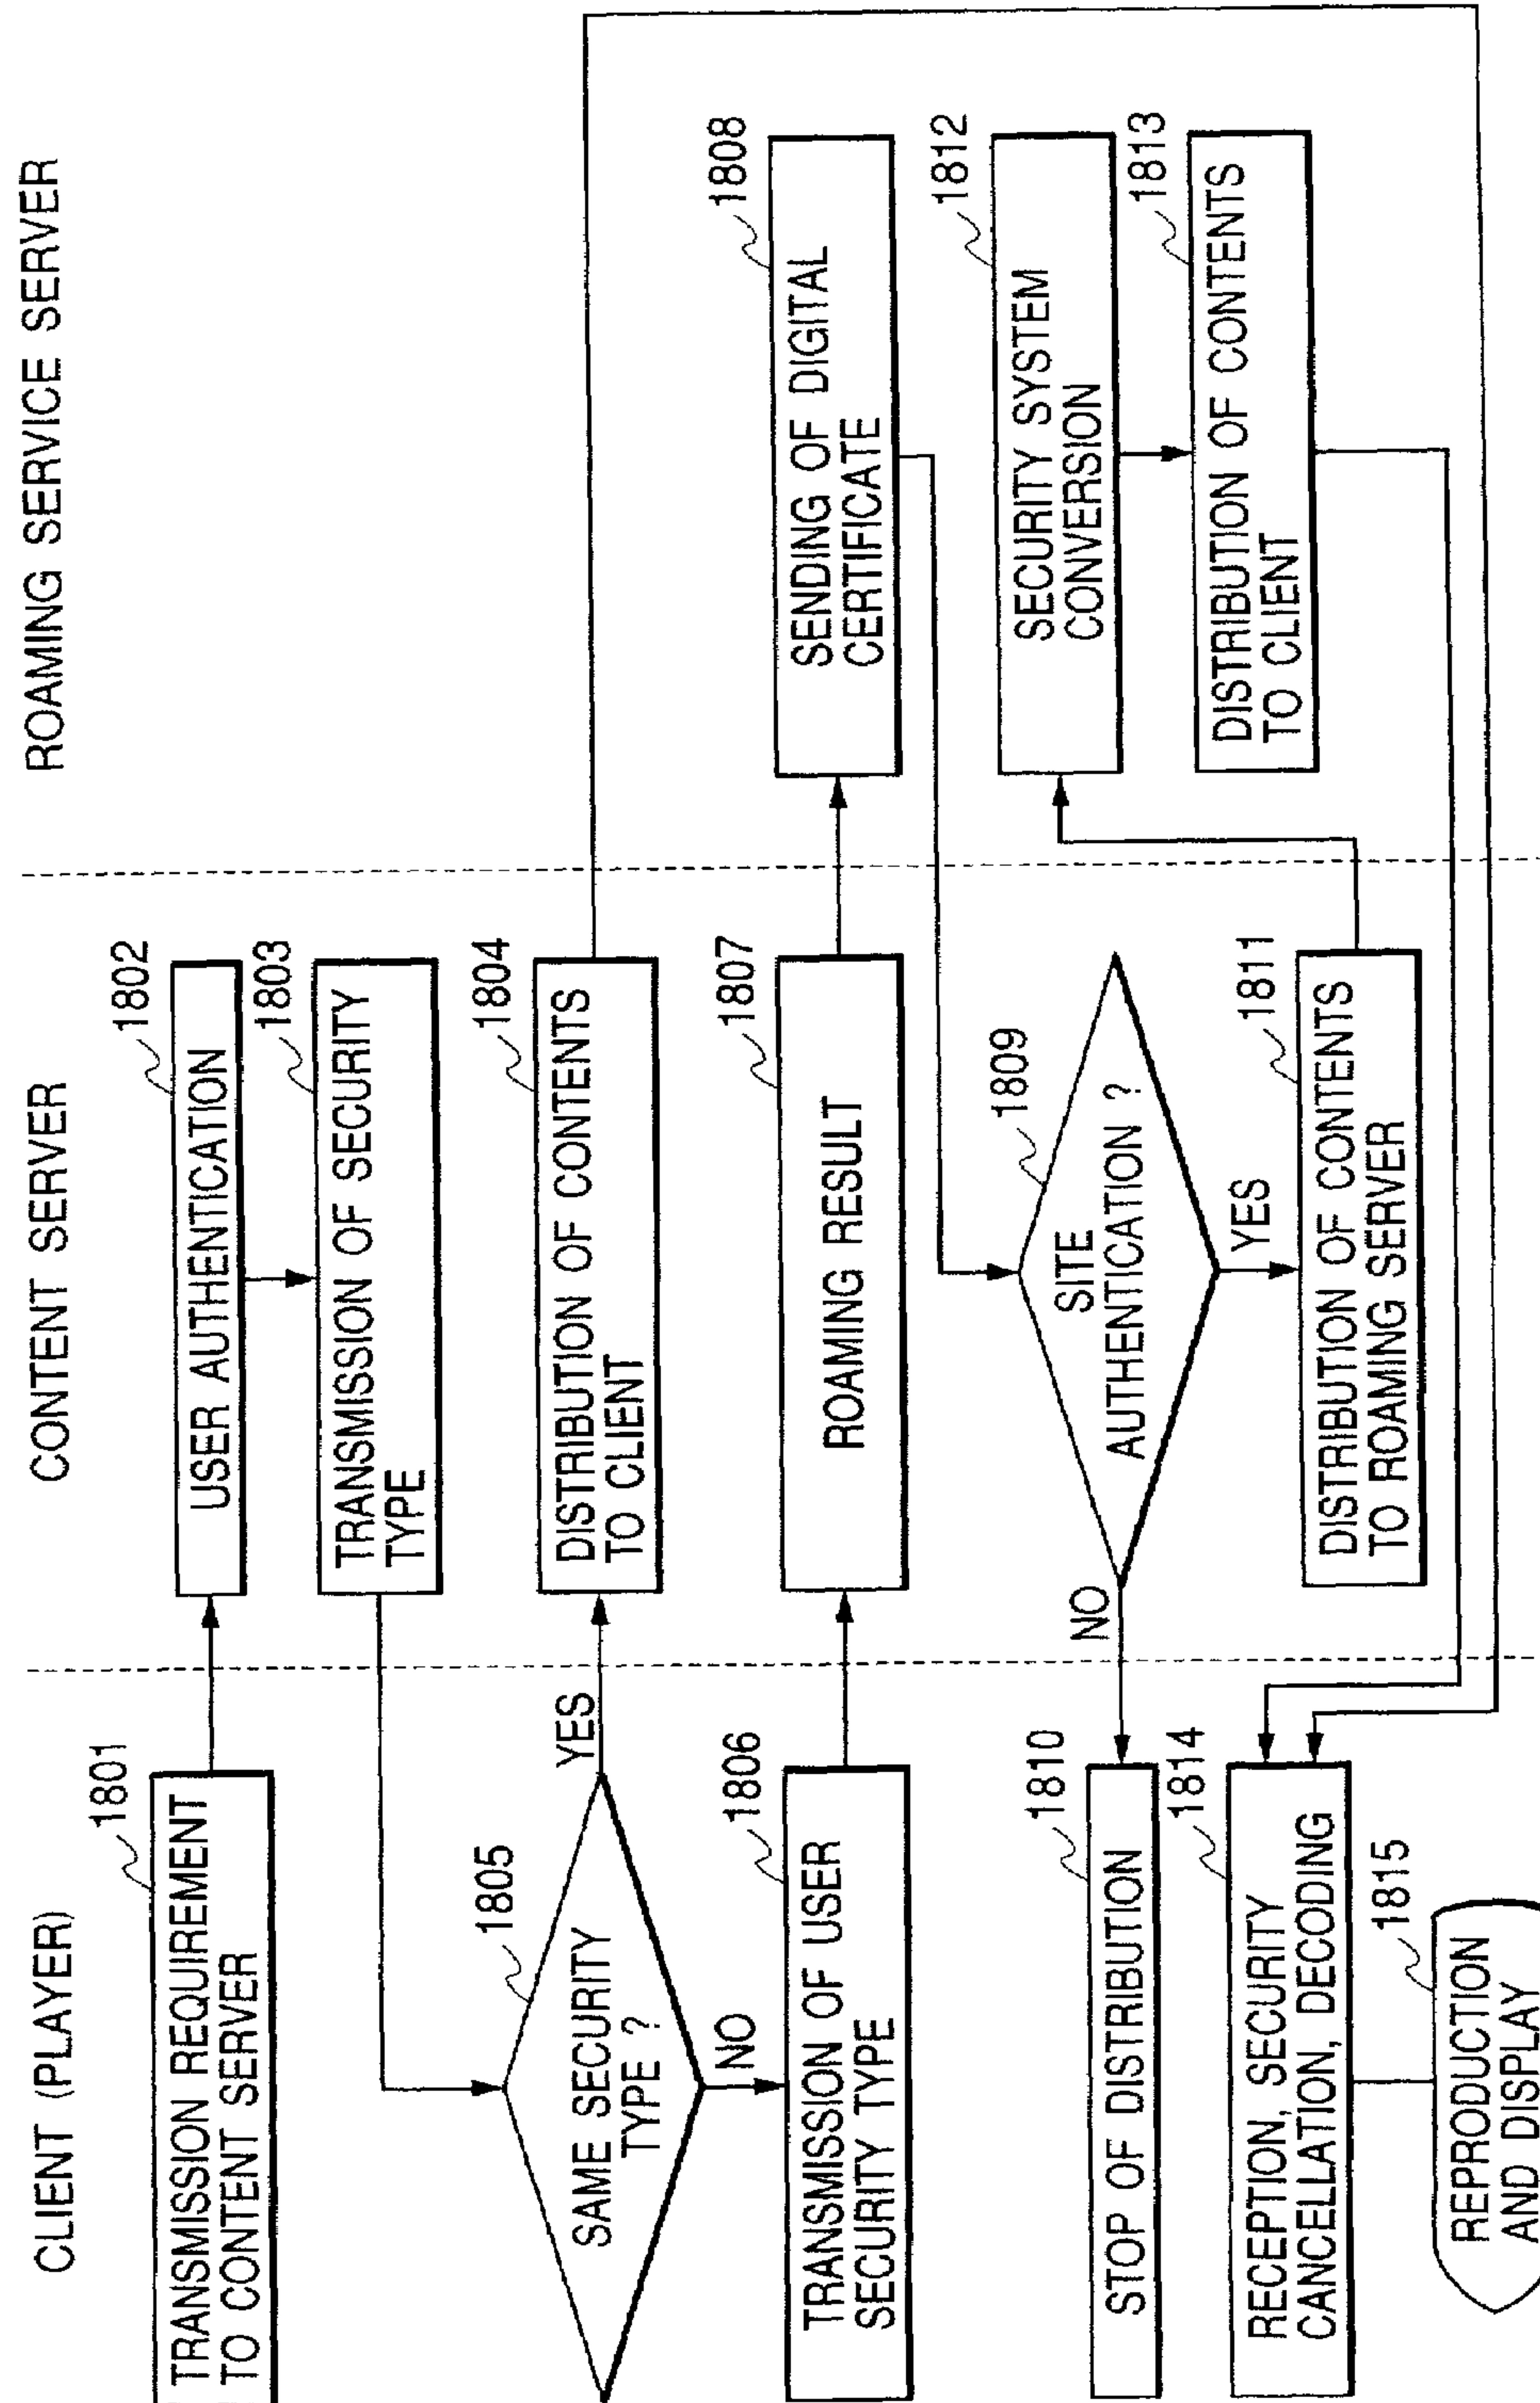 CLIENT (PLAYER)
CONTENT SERVER
ROAMING SERVICE SERVER
1801
TRANSMISSION REQUIREMENT
TO CONTENT SERVER
1802
USER AUTHENTICATION
1803
TRANSMISSION OF SECURITY
TYPE
1805
SAME SECURITY
TYPE ?
YES
NO
1804
DISTRIBUTION OF CONTENTS
TO CLIENT
1806
TRANSMISSION OF USER
SECURITY TYPE
1807
ROAMING RESULT
1808
SENDING OF DIGITAL
CERTIFICATE
1809
SITE
AUTHENTICATION ?
NO
YES
1810
STOP OF DISTRIBUTION
1811
DISTRIBUTION OF CONTENTS
TO ROAMING SERVER
1812
SECURITY SYSTEM
CONVERSION
1813
DISTRIBUTION OF CONTENTS
TO CLIENT
1814
RECEPTION, SECURITY
CANCELLATION, DECODING
1815
REPRODUCTION
AND DISPLAY